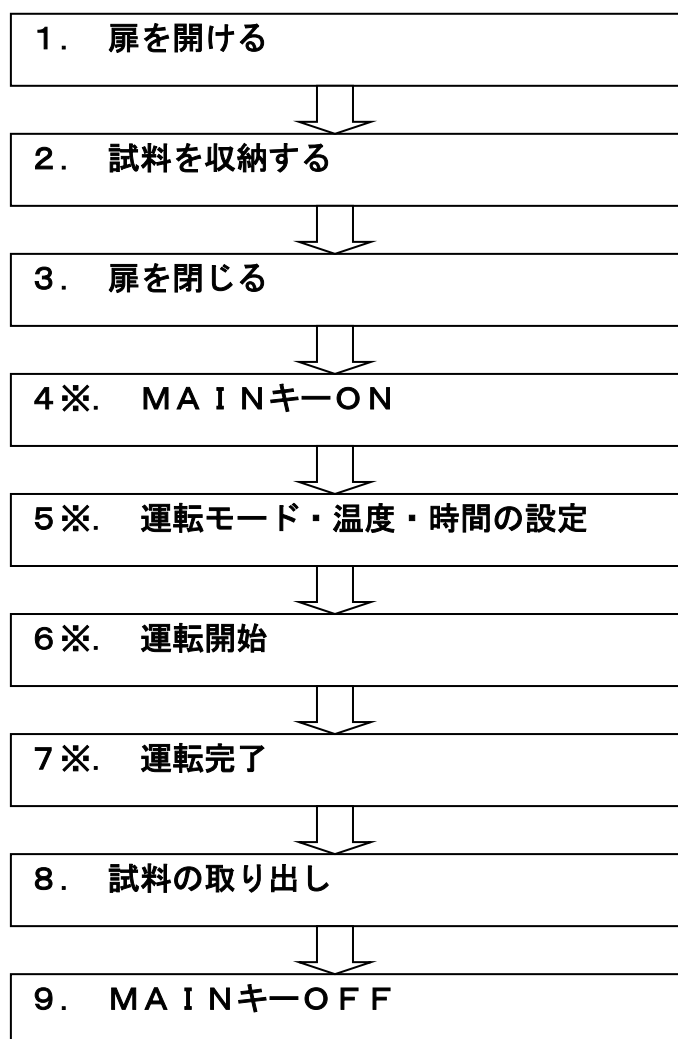 １．　扉を開ける
２．　試料を収納する
３．　扉を閉じる
４※．　ＭＡＩＮキーＯＮ
５※．　運転モード・温度・時間の設定
６※．　運転開始
７※．　運転完了
８．　試料の取り出し
９．　ＭＡＩＮキーＯＦＦ